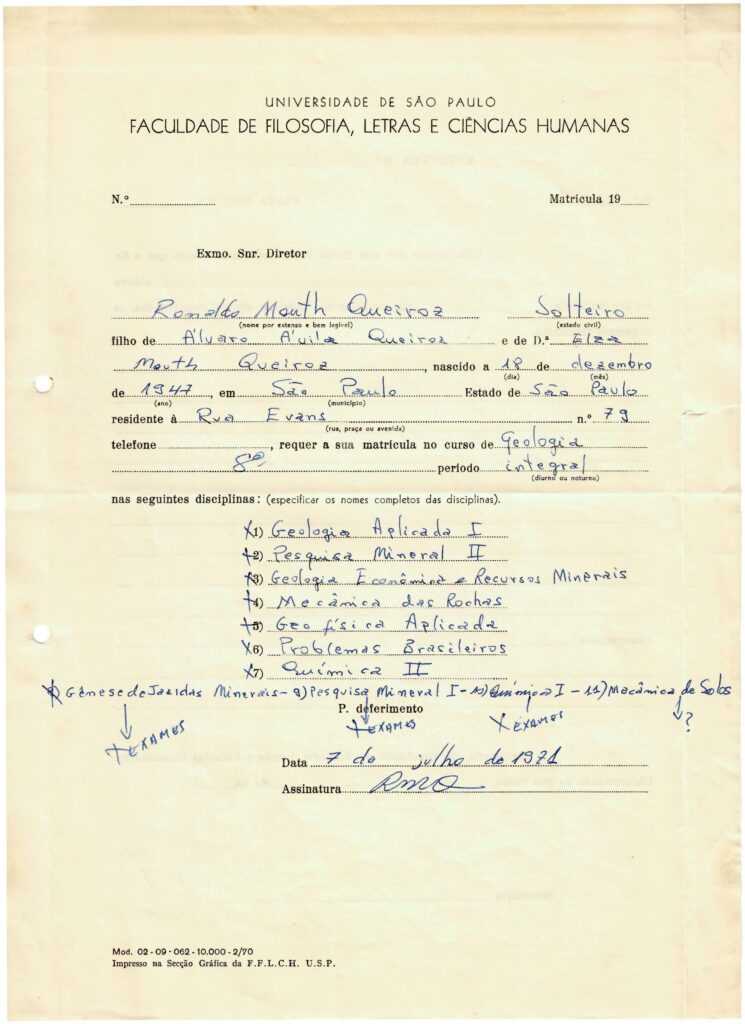 UNIVERSIDADE DE SÃO PAULO
FACULDADE DE FILOSOFIA, LETRAS E CIÊNCIAS HUMANAS
N.º Matrícula 19
Exmo. Snr. Diretor
Ronaldo Mouth Queiroz Solteiro
(nome por extenso e bem legível) (estado civil)
filho de Álvaro Ávila Queiroz e de D.ª Elza
Mouth Queiroz, nascido a 18 de dezembro
(dia) (mês)
de 1947, em São Paulo Estado de São Paulo
(ano) (município)
residente à Rua Evans n.º 79
(rua, praça ou avenida)
telefone, requer a sua matrícula no curso de Geologia
8º período integral
(diurno ou noturno)
nas seguintes disciplinas: (especificar os nomes completos das disciplinas).
X1) Geologia Aplicada I
+2) Pesquisa Mineral II
X3) Geologia Econômica e Recursos Minerais
+4) Mecânica das Rochas
+5) Geofísica Aplicada
X6) Problemas Brasileiros
X7) Química II
8) Gênese de Jazidas Minerais - 9) Pesquisa Mineral I - 10) Química I - 11) Mecânica de Solos
P. deferimento
+ EXAMES + EXAMES X EXAMES ?
Data 7 de julho de 1971
Assinatura RMQ
Mod. 02-09-062-10.000-2/70
Impresso na Secção Gráfica da F.F.L.C.H. U.S.P.